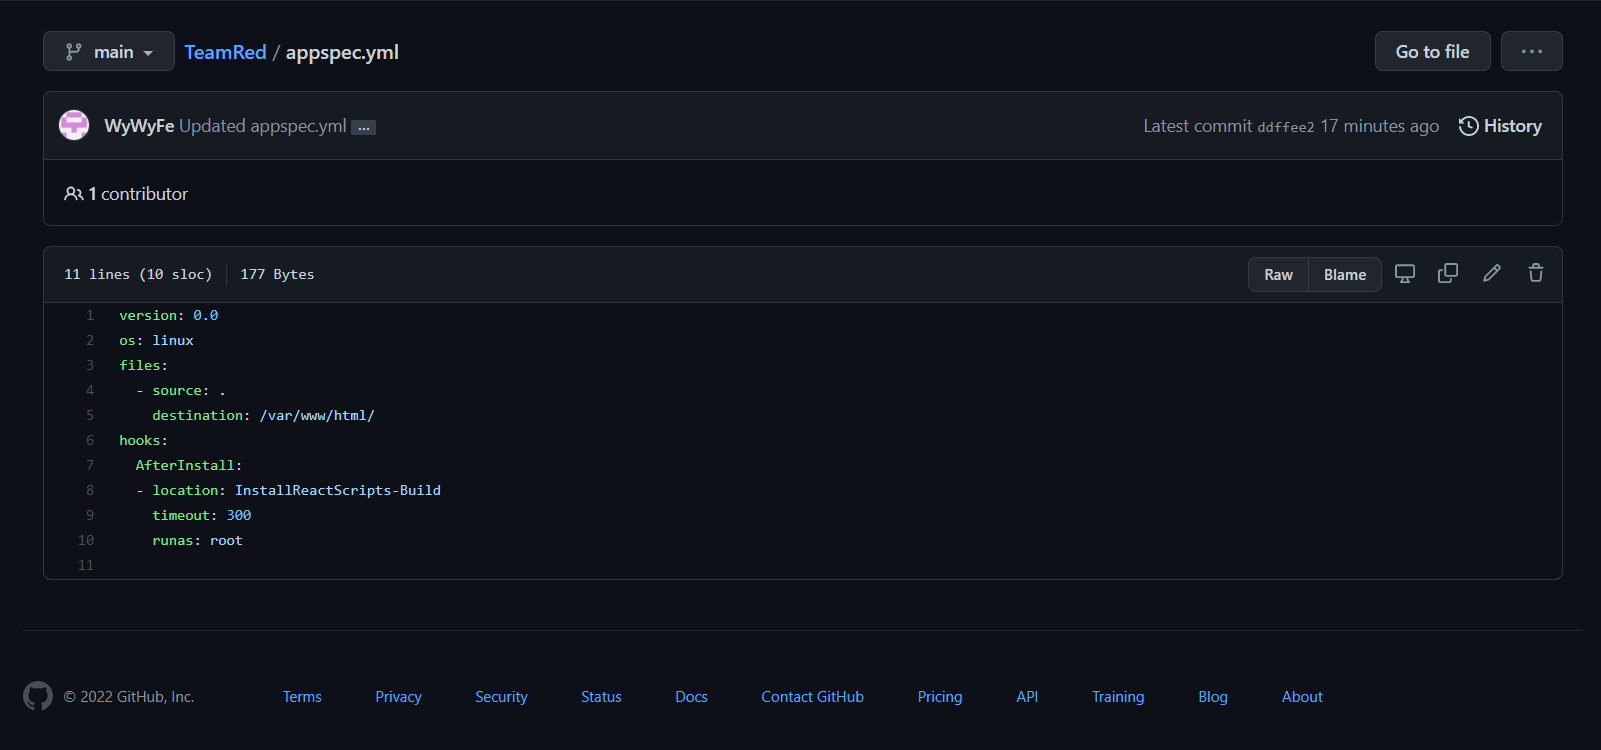 main TeamRed / appspec.yml Go to file ...
WyWyFe Updated appspec.yml ... Latest commit ddffee2 17 minutes ago History
1 contributor
11 lines (10 sloc) 177 Bytes Raw Blame
1 version: 0.0
2 os: linux
3 files:
4   - source: .
5     destination: /var/www/html/
6 hooks:
7   AfterInstall:
8   - location: InstallReactScripts-Build
9     timeout: 300
10     runas: root
11
© 2022 GitHub, Inc. Terms Privacy Security Status Docs Contact GitHub Pricing API Training Blog About